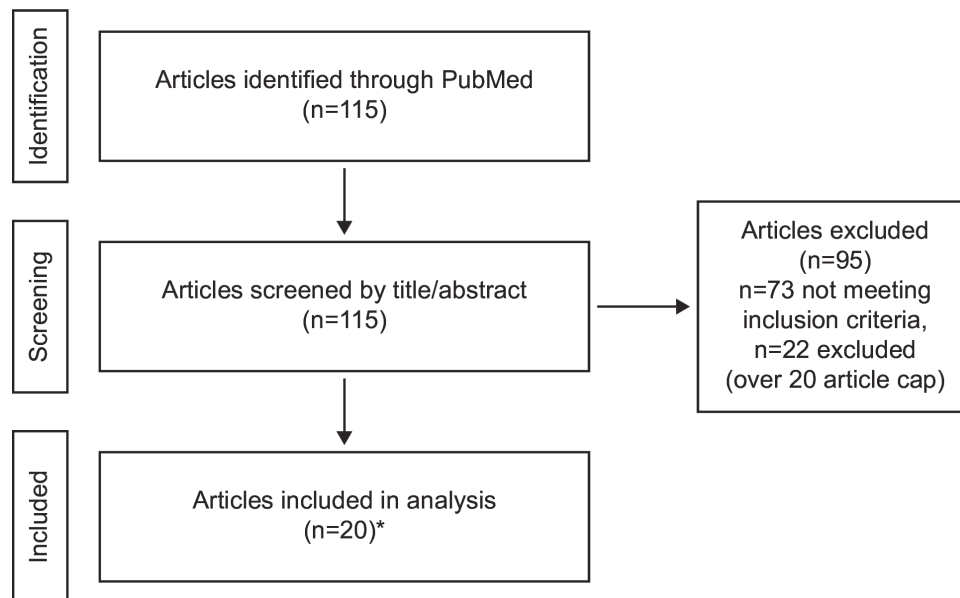 Identification
Articles identified through PubMed
(n=115)
Screening
Articles screened by title/abstract
(n=115)
Articles excluded
(n=95)
n=73 not meeting
inclusion criteria,
n=22 excluded
(over 20 article cap)
Included
Articles included in analysis
(n=20)*